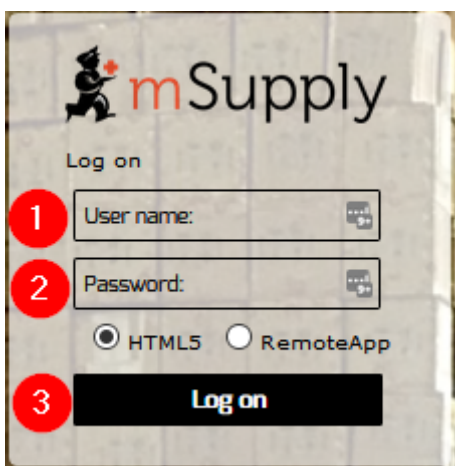 mSupply
Log on
1 User name:
2 Password:
HTML5 RemoteApp
3 Log on